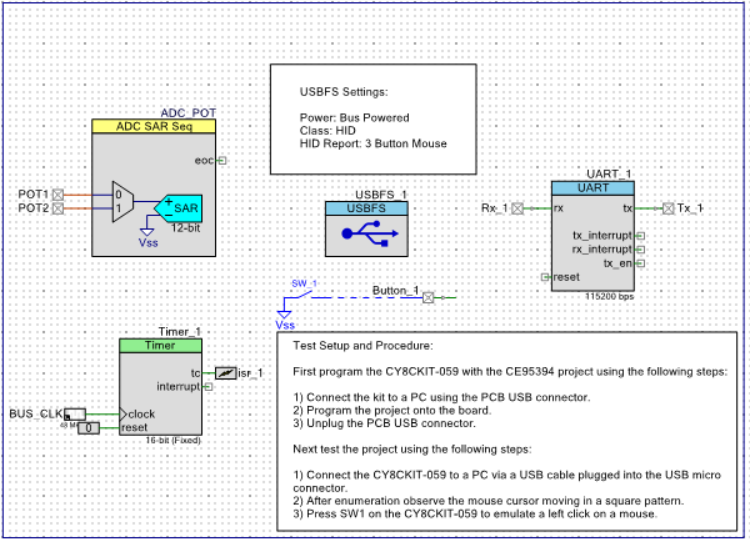 USBFS Settings:
Power: Bus Powered
Class: HID
HID Report: 3 Button Mouse
ADC_POT
ADC SAR Seq
eoc
POT1
0
POT2
1
+
SAR
-
12-bit
Vss
USBFS_1
USBFS
UART_1
UART
Rx_1
rx
tx
Tx_1
tx_interrupt
rx_interrupt
tx_en
reset
115200 bps
SW_1
Button_1
Vss
Timer_1
Timer
tc
isr_1
interrupt
BUS_CLK
clock
48
0
reset
16-bit (Fixed)
Test Setup and Procedure:
First program the CY8CKIT-059 with the CE95394 project using the following steps:
1) Connect the kit to a PC using the PCB USB connector.
2) Program the project onto the board.
3) Unplug the PCB USB connector.
Next test the project using the following steps:
1) Connect the CY8CKIT-059 to a PC via a USB cable plugged into the USB micro
connector.
2) After enumeration observe the mouse cursor moving in a square pattern.
3) Press SW1 on the CY8CKIT-059 to emulate a left click on a mouse.